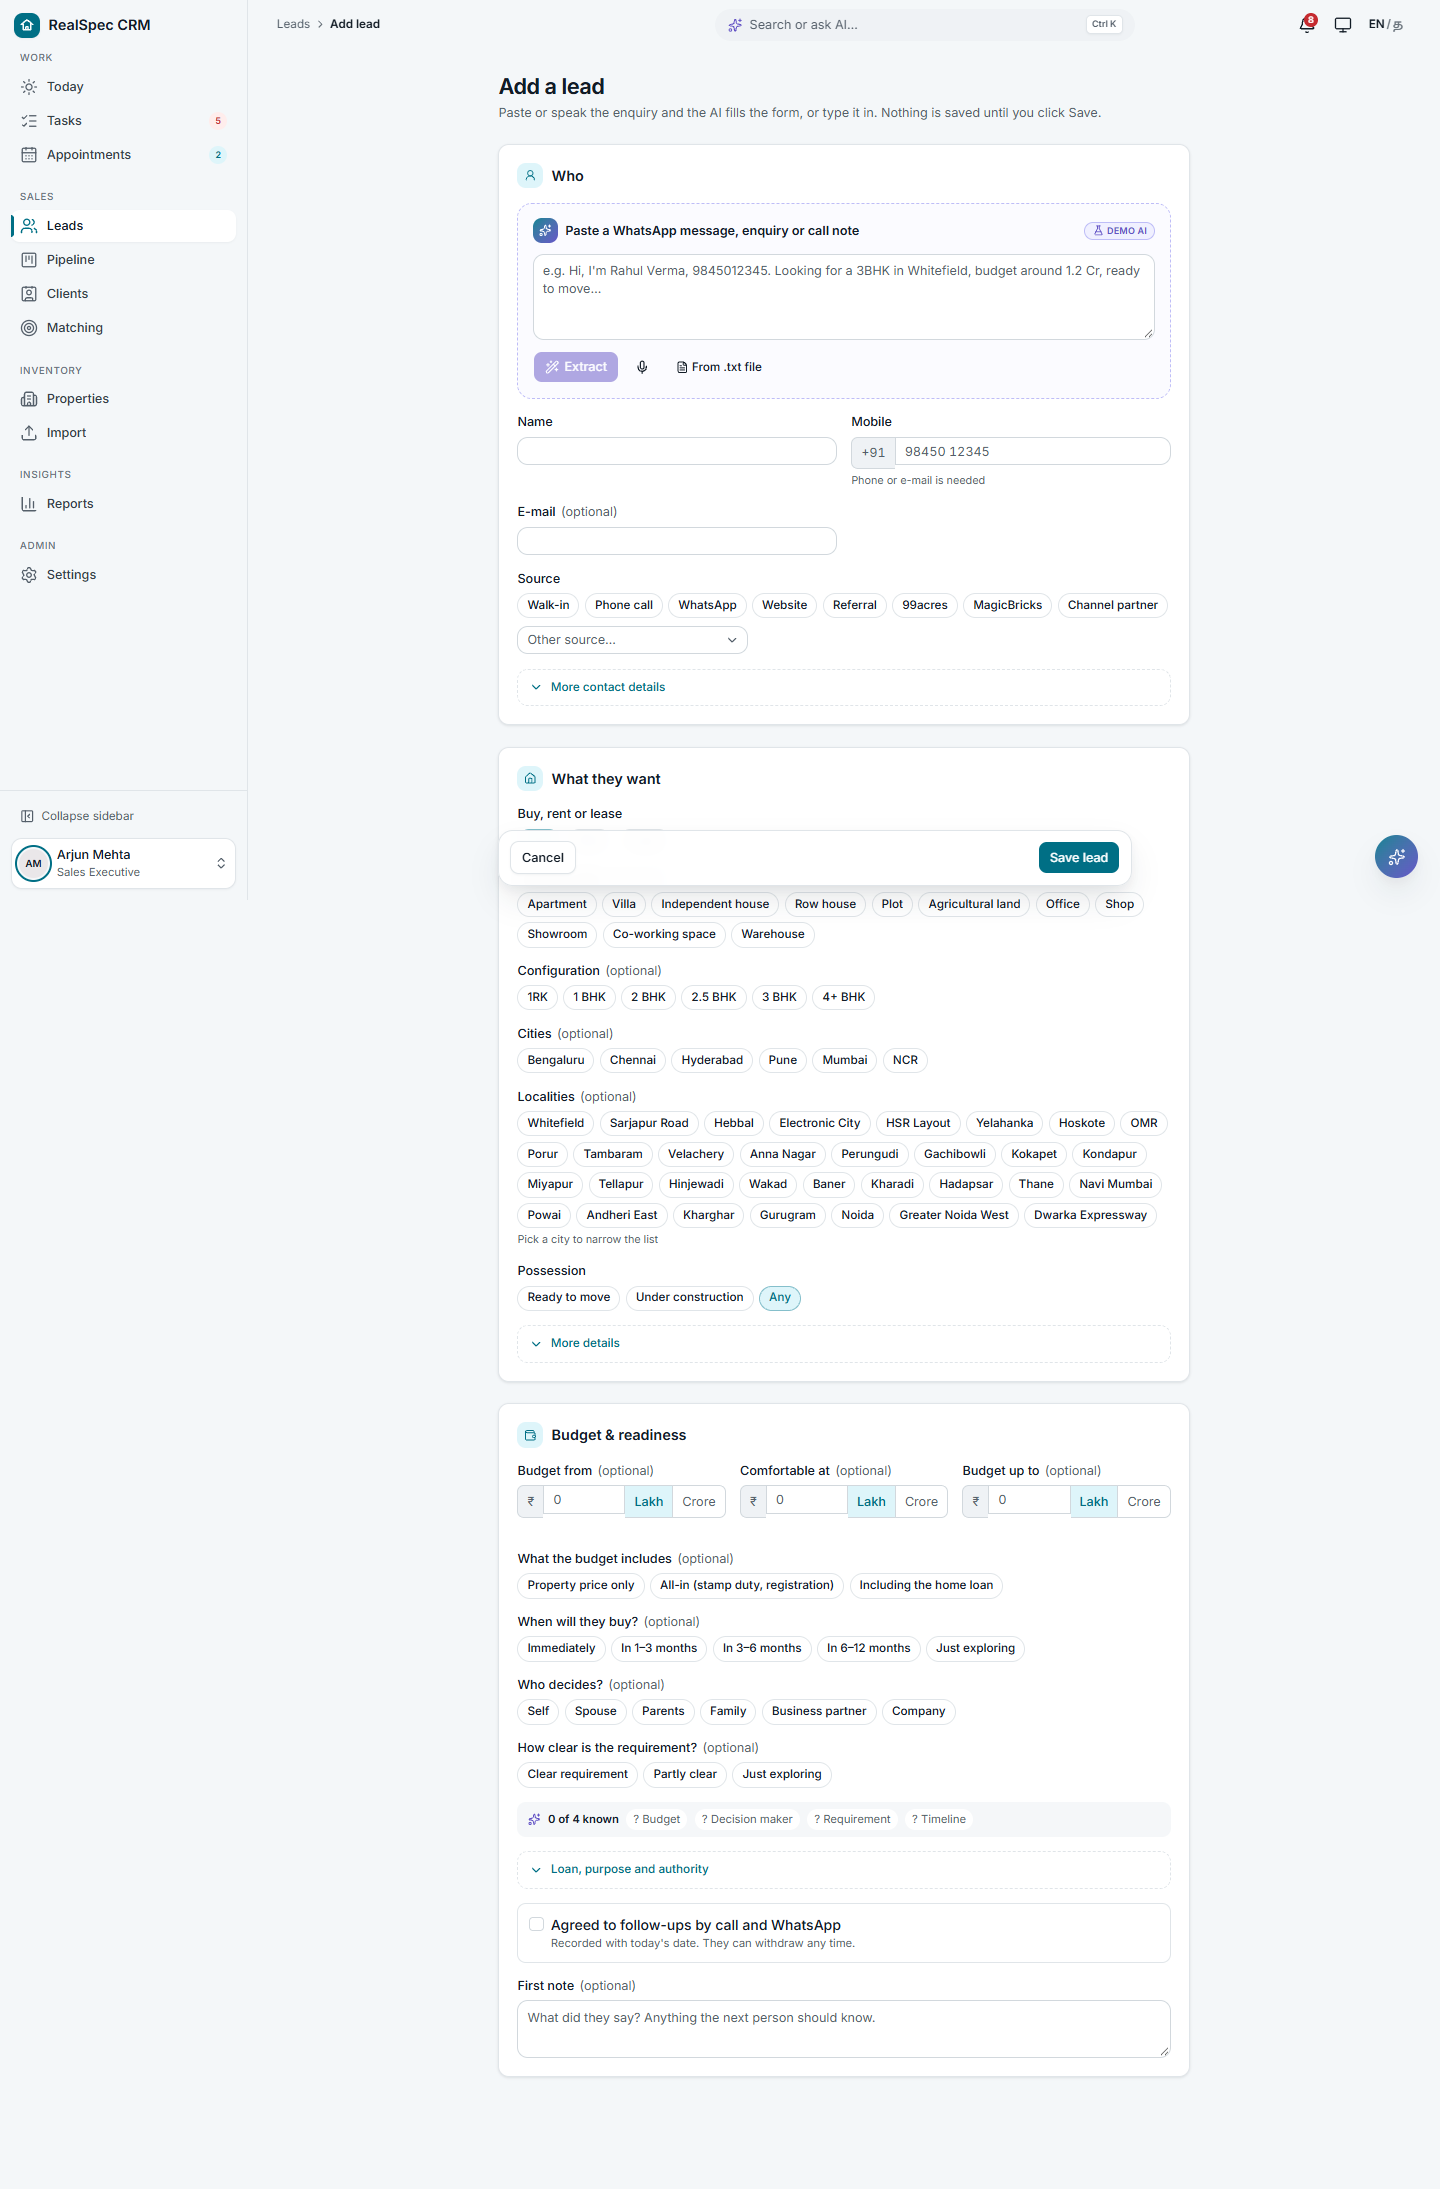 RealSpec CRM
WORK
Today
Tasks 5
Appointments 2
SALES
Leads
Pipeline
Clients
Matching
INVENTORY
Properties
Import
INSIGHTS
Reports
ADMIN
Settings
Collapse sidebar
AM
Arjun Mehta
Sales Executive
Leads > Add lead
Search or ask AI... Ctrl K
8
EN / த
Add a lead
Paste or speak the enquiry and the AI fills the form, or type it in. Nothing is saved until you click Save.
Who
Paste a WhatsApp message, enquiry or call note DEMO AI
e.g. Hi, I'm Rahul Verma, 9845012345. Looking for a 3BHK in Whitefield, budget around 1.2 Cr, ready
to move...
Extract From .txt file
Name Mobile
+91 98450 12345
Phone or e-mail is needed
E-mail (optional)
Source
Walk-in Phone call WhatsApp Website Referral 99acres MagicBricks Channel partner
Other source...
More contact details
What they want
Buy, rent or lease
Cancel Save lead
Apartment Villa Independent house Row house Plot Agricultural land Office Shop
Showroom Co-working space Warehouse
Configuration (optional)
1RK 1 BHK 2 BHK 2.5 BHK 3 BHK 4+ BHK
Cities (optional)
Bengaluru Chennai Hyderabad Pune Mumbai NCR
Localities (optional)
Whitefield Sarjapur Road Hebbal Electronic City HSR Layout Yelahanka Hoskote OMR
Porur Tambaram Velachery Anna Nagar Perungudi Gachibowli Kokapet Kondapur
Miyapur Tellapur Hinjewadi Wakad Baner Kharadi Hadapsar Thane Navi Mumbai
Powai Andheri East Kharghar Gurugram Noida Greater Noida West Dwarka Expressway
Pick a city to narrow the list
Possession
Ready to move Under construction Any
More details
Budget & readiness
Budget from (optional) Comfortable at (optional) Budget up to (optional)
₹ 0 Lakh Crore ₹ 0 Lakh Crore ₹ 0 Lakh Crore
What the budget includes (optional)
Property price only All-in (stamp duty, registration) Including the home loan
When will they buy? (optional)
Immediately In 1–3 months In 3–6 months In 6–12 months Just exploring
Who decides? (optional)
Self Spouse Parents Family Business partner Company
How clear is the requirement? (optional)
Clear requirement Partly clear Just exploring
0 of 4 known ? Budget ? Decision maker ? Requirement ? Timeline
Loan, purpose and authority
Agreed to follow-ups by call and WhatsApp
Recorded with today's date. They can withdraw any time.
First note (optional)
What did they say? Anything the next person should know.